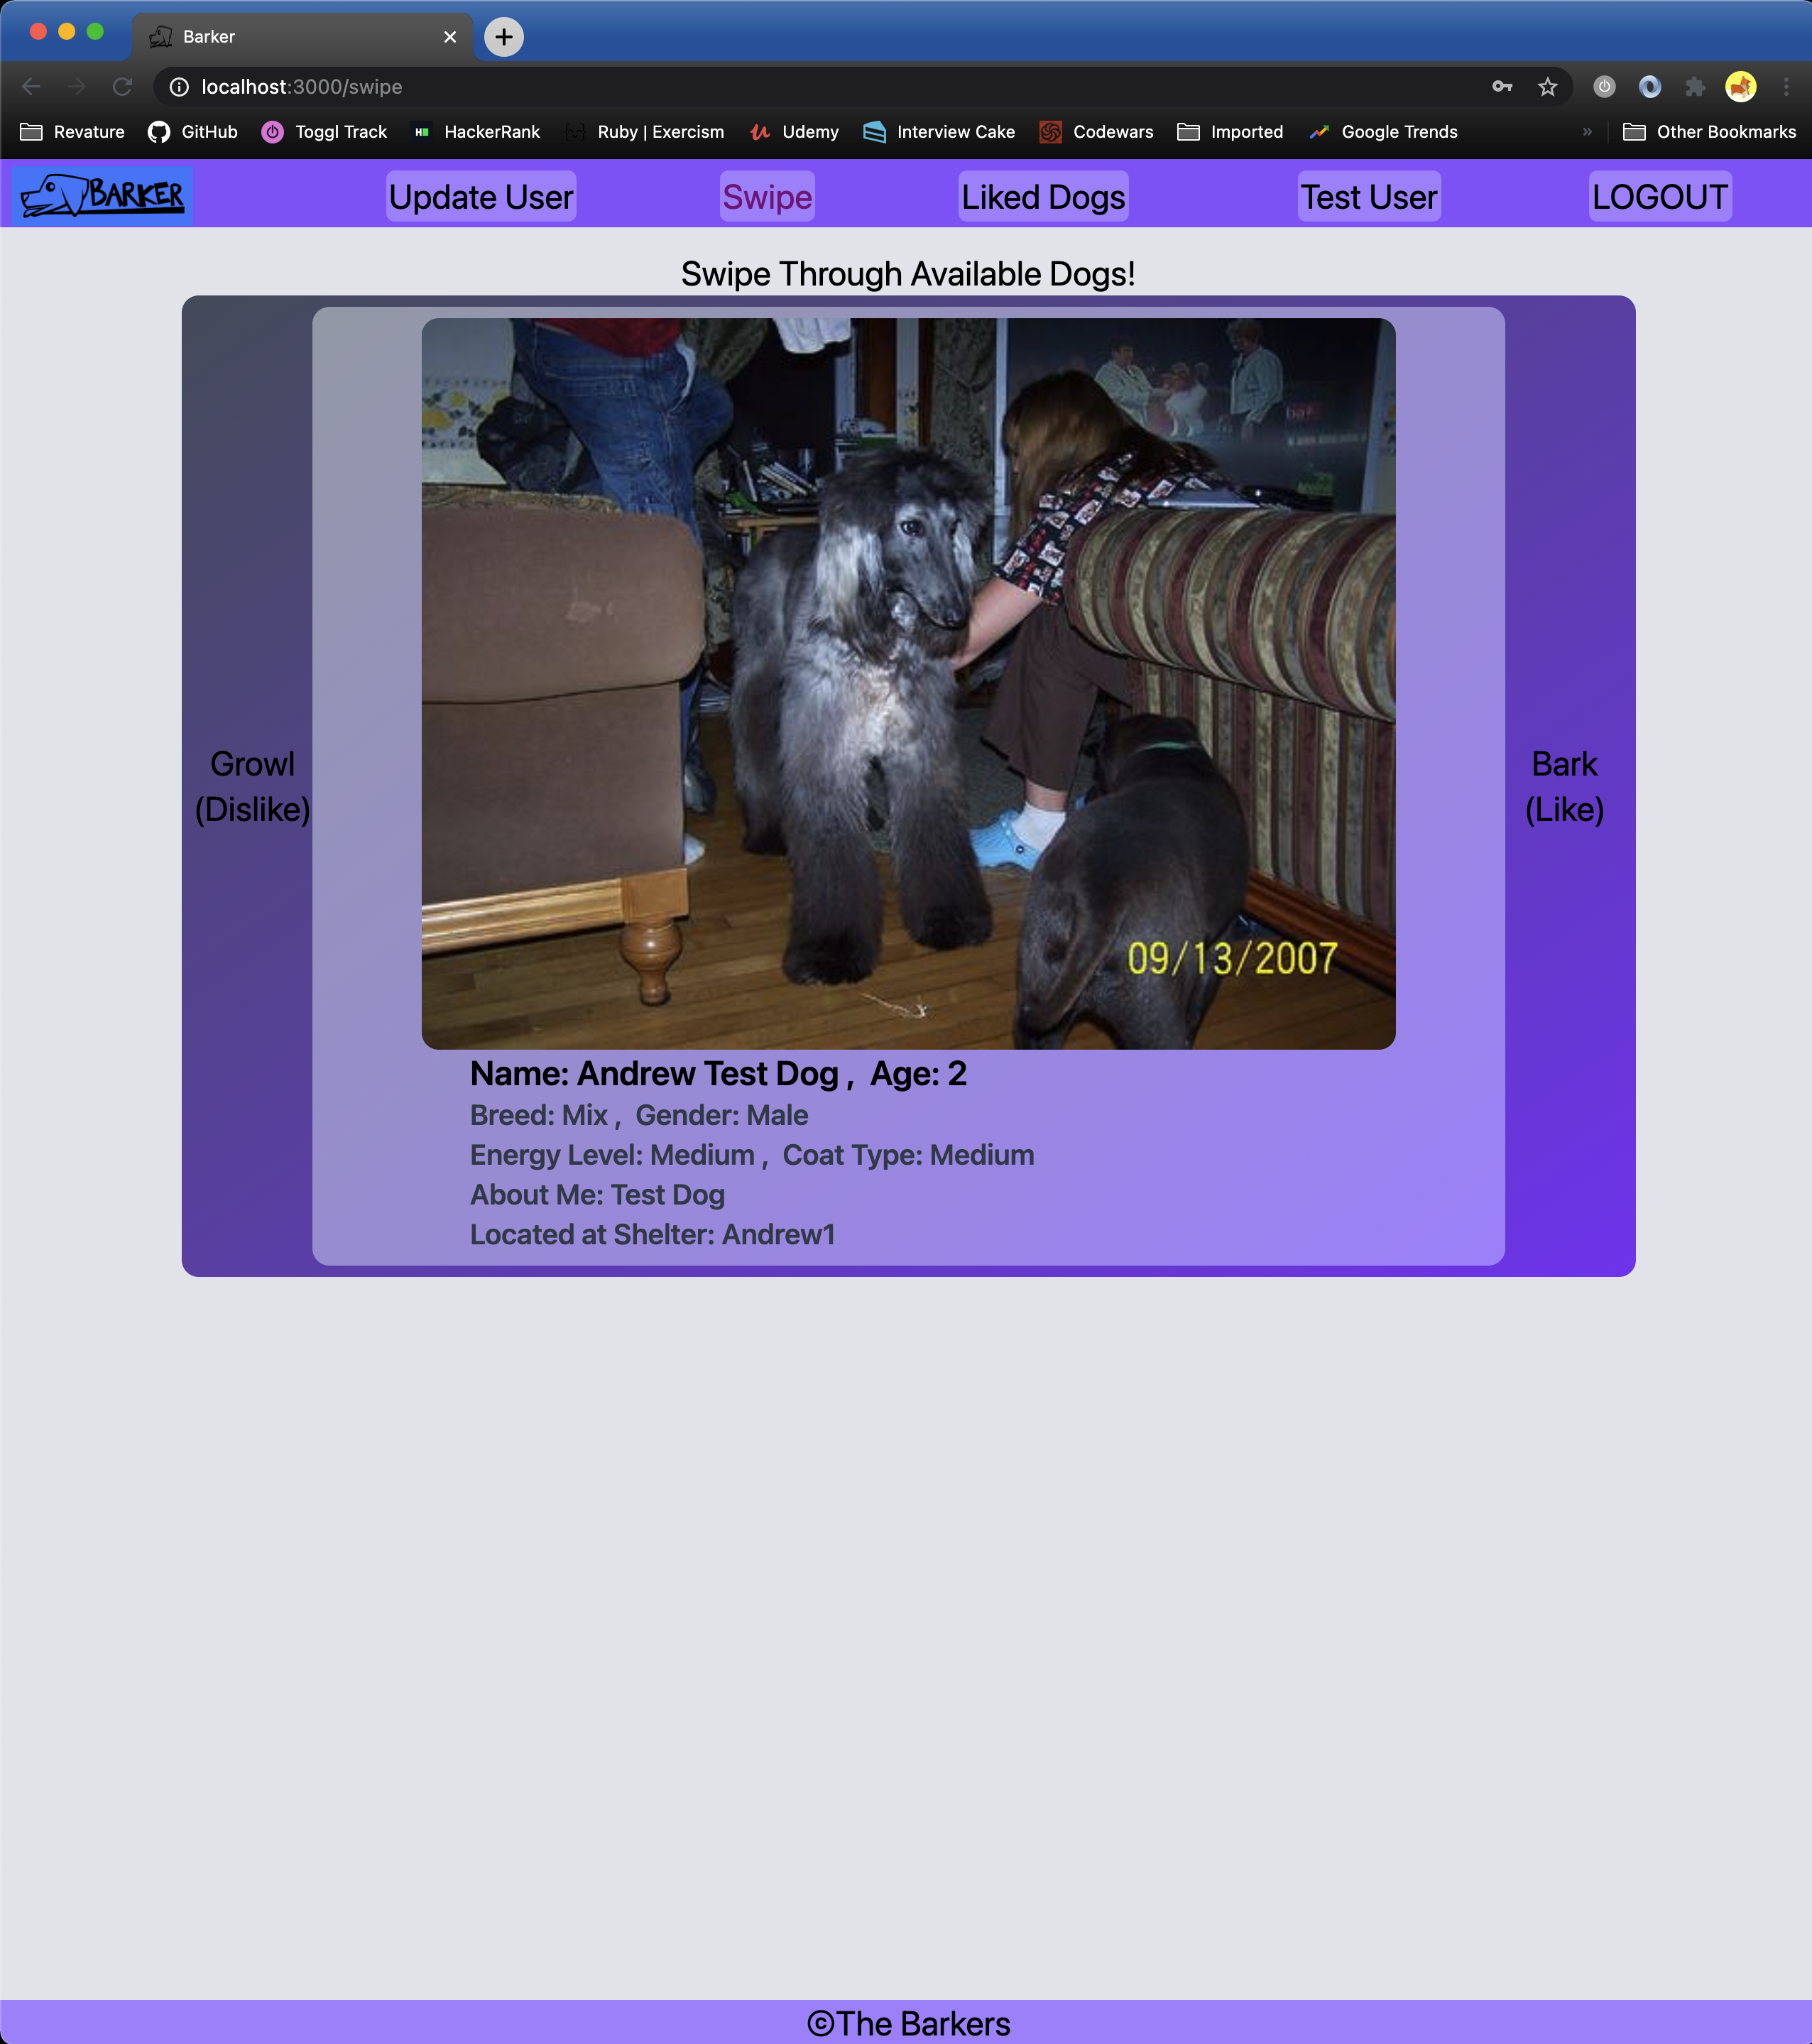 Barker
localhost:3000/swipe
Revature GitHub Toggl Track HackerRank Ruby | Exercism Udemy Interview Cake Codewars Imported Google Trends » Other Bookmarks
BARKER Update User Swipe Liked Dogs Test User LOGOUT
Swipe Through Available Dogs!
Growl
(Dislike)
Bark
(Like)
09/13/2007
Name: Andrew Test Dog , Age: 2
Breed: Mix , Gender: Male
Energy Level: Medium , Coat Type: Medium
About Me: Test Dog
Located at Shelter: Andrew1
©The Barkers